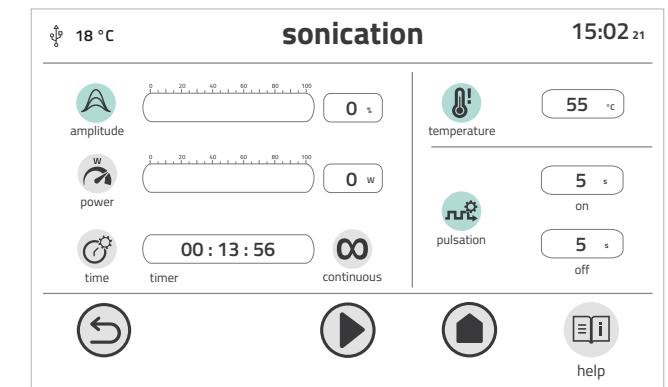 18 °C
sonication
15:02 21
0 20 40 60 80 100
0 %
amplitude
W
0 20 40 60 80 100
0 W
power
00 : 13 : 56
time
timer
continuous
55 °C
temperature
5 s
on
pulsation
5 s
off
i
help